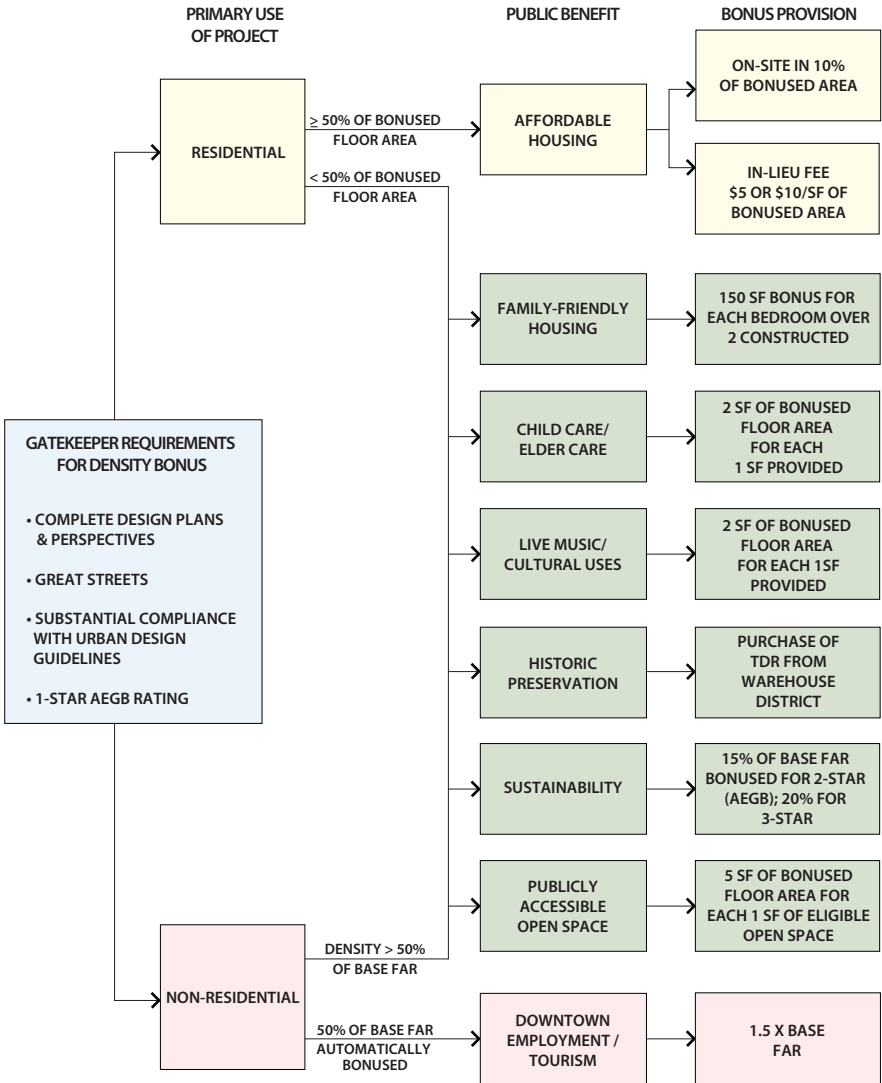 PRIMARY USE
OF PROJECT
PUBLIC BENEFIT
BONUS PROVISION
RESIDENTIAL
≥ 50% OF BONUSED
FLOOR AREA
< 50% OF BONUSED
FLOOR AREA
AFFORDABLE
HOUSING
ON-SITE IN 10%
OF BONUSED AREA
IN-LIEU FEE
$5 OR $10/SF OF
BONUSED AREA
FAMILY-FRIENDLY
HOUSING
150 SF BONUS FOR
EACH BEDROOM OVER
2 CONSTRUCTED
CHILD CARE/
ELDER CARE
2 SF OF BONUSED
FLOOR AREA
FOR EACH
1 SF PROVIDED
GATEKEEPER REQUIREMENTS
FOR DENSITY BONUS
• COMPLETE DESIGN PLANS
& PERSPECTIVES
• GREAT STREETS
• SUBSTANTIAL COMPLIANCE
WITH URBAN DESIGN
GUIDELINES
• 1-STAR AEGB RATING
LIVE MUSIC/
CULTURAL USES
2 SF OF BONUSED
FLOOR AREA
FOR EACH 1SF
PROVIDED
HISTORIC
PRESERVATION
PURCHASE OF
TDR FROM
WAREHOUSE
DISTRICT
SUSTAINABILITY
15% OF BASE FAR
BONUSED FOR 2-STAR
(AEGB); 20% FOR
3-STAR
PUBLICLY
ACCESSIBLE
OPEN SPACE
5 SF OF BONUSED
FLOOR AREA FOR
EACH 1 SF OF ELIGIBLE
OPEN SPACE
NON-RESIDENTIAL
DENSITY > 50%
OF BASE FAR
50% OF BASE FAR
AUTOMATICALLY
BONUSED
DOWNTOWN
EMPLOYMENT /
TOURISM
1.5 X BASE
FAR